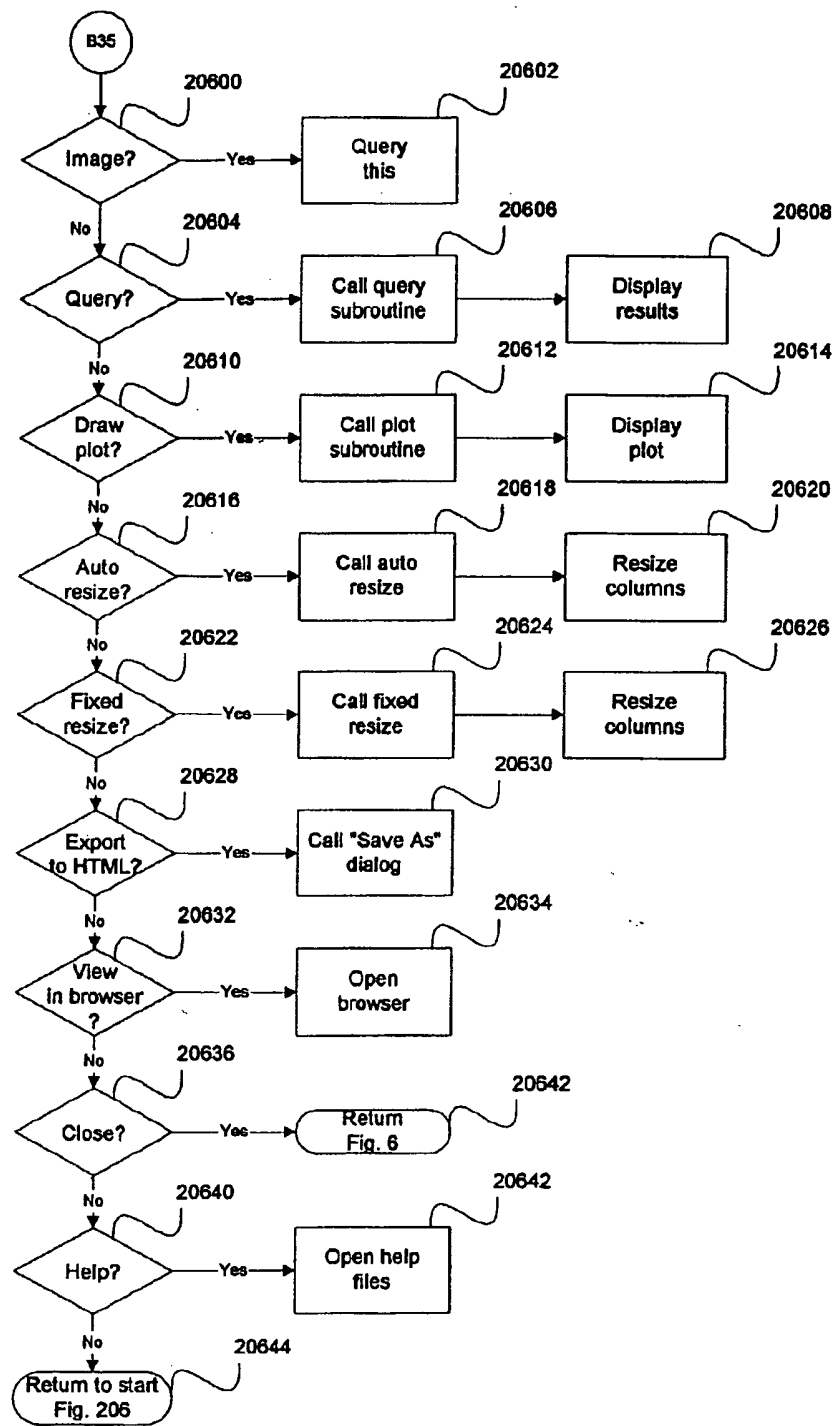 B35
20600
20602
Image?
Yes
Query
this
No
20604
20606
20608
Query?
Yes
Call query
subroutine
Display
results
No
20610
20612
20614
Draw
plot?
Yes
Call plot
subroutine
Display
plot
No
20616
20618
20620
Auto
resize?
Yes
Call auto
resize
Resize
columns
No
20622
20624
20626
Fixed
resize?
Yes
Call fixed
resize
Resize
columns
No
20628
20630
Export
to HTML?
Yes
Call "Save As"
dialog
No
20632
20634
View
in browser
?
Yes
Open
browser
No
20636
20642
Close?
Yes
Return
Fig. 6
No
20640
20642
Help?
Yes
Open help
files
No
20644
Return to start
Fig. 206